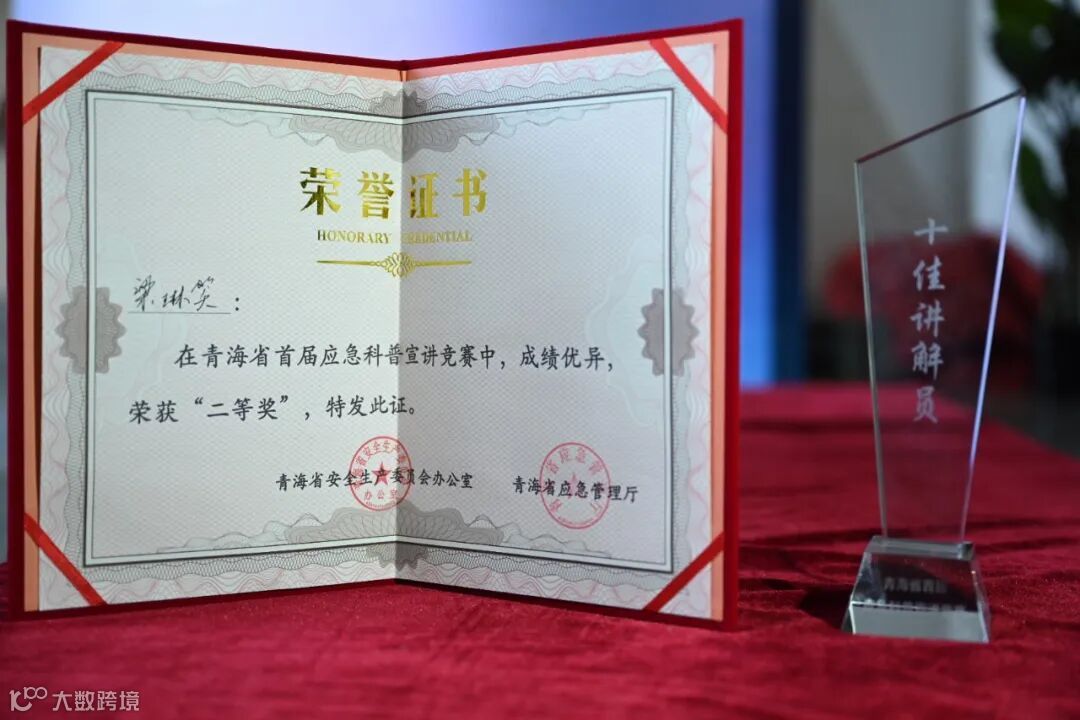 荣誉证书
HONORARY CREDENTIAL
梁琳笑：
在青海省首届应急科普宣讲竞赛中，成绩优异，
荣获“二等奖”，特发此证。
青海省安全生产委员会办公室
青海省应急管理厅
办公室
十佳讲解员
大数跨境